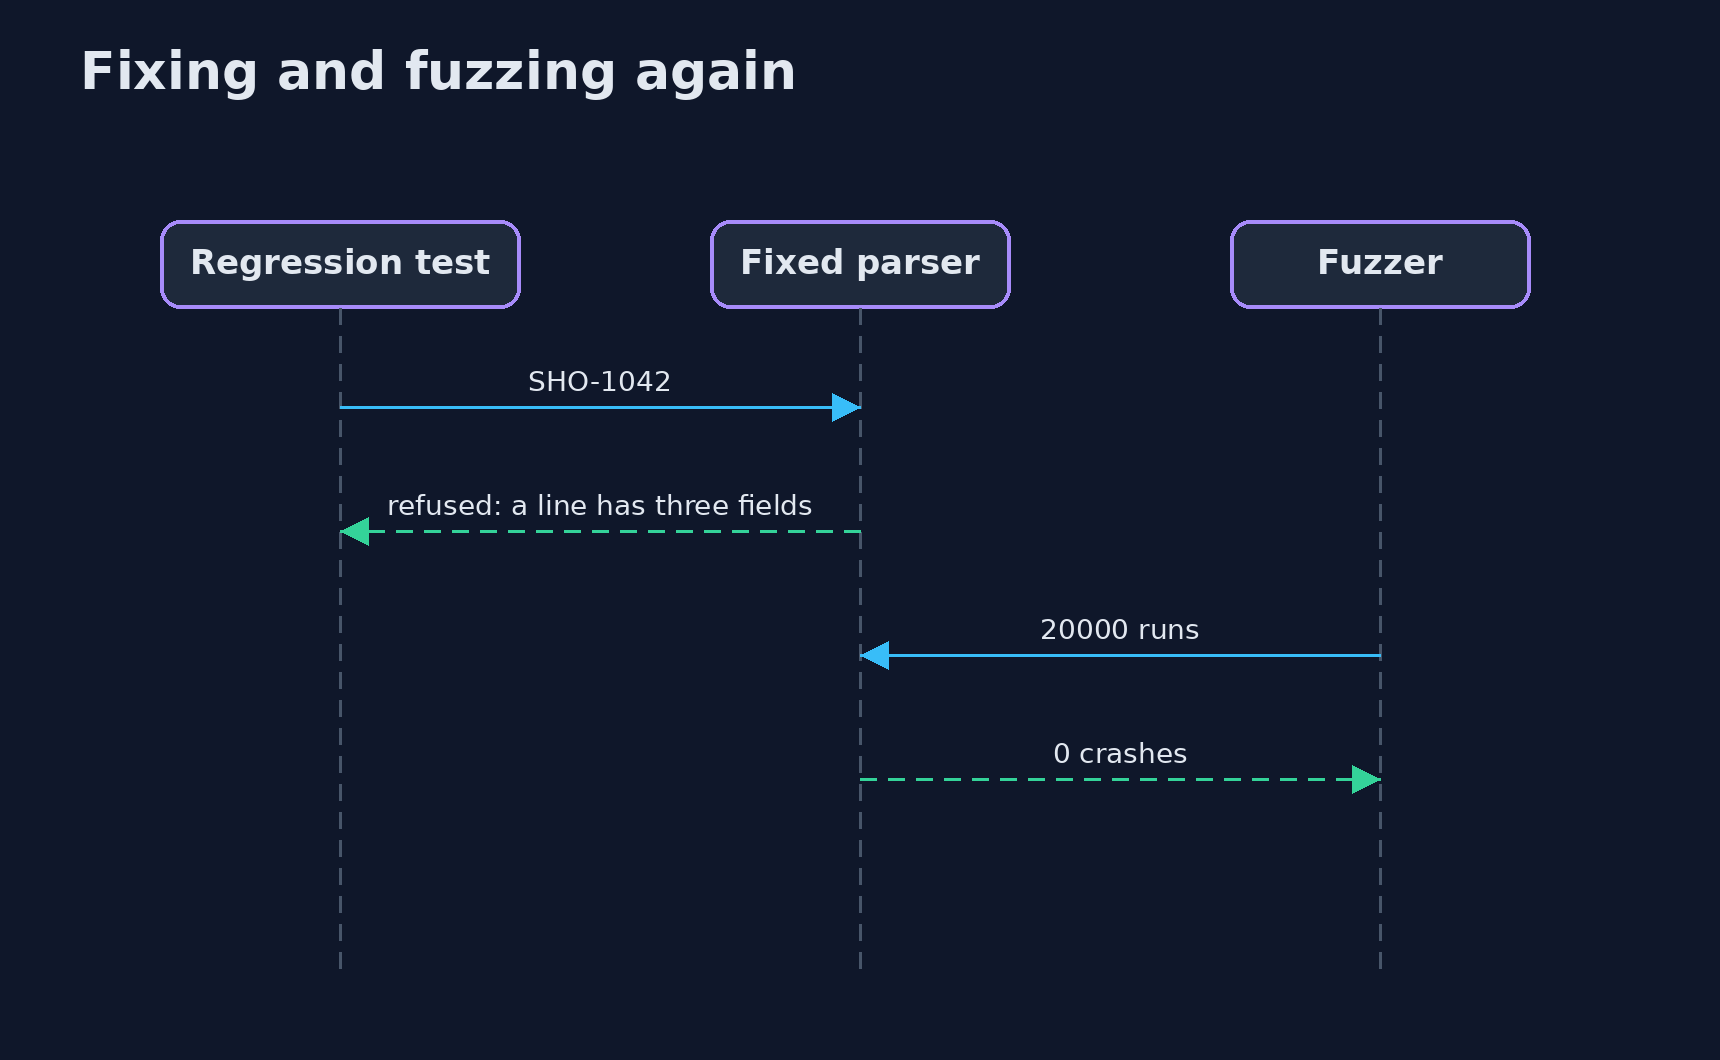 Fixing and fuzzing again
Regression test
Fixed parser
Fuzzer
SHO-1042
refused: a line has three fields
20000 runs
0 crashes